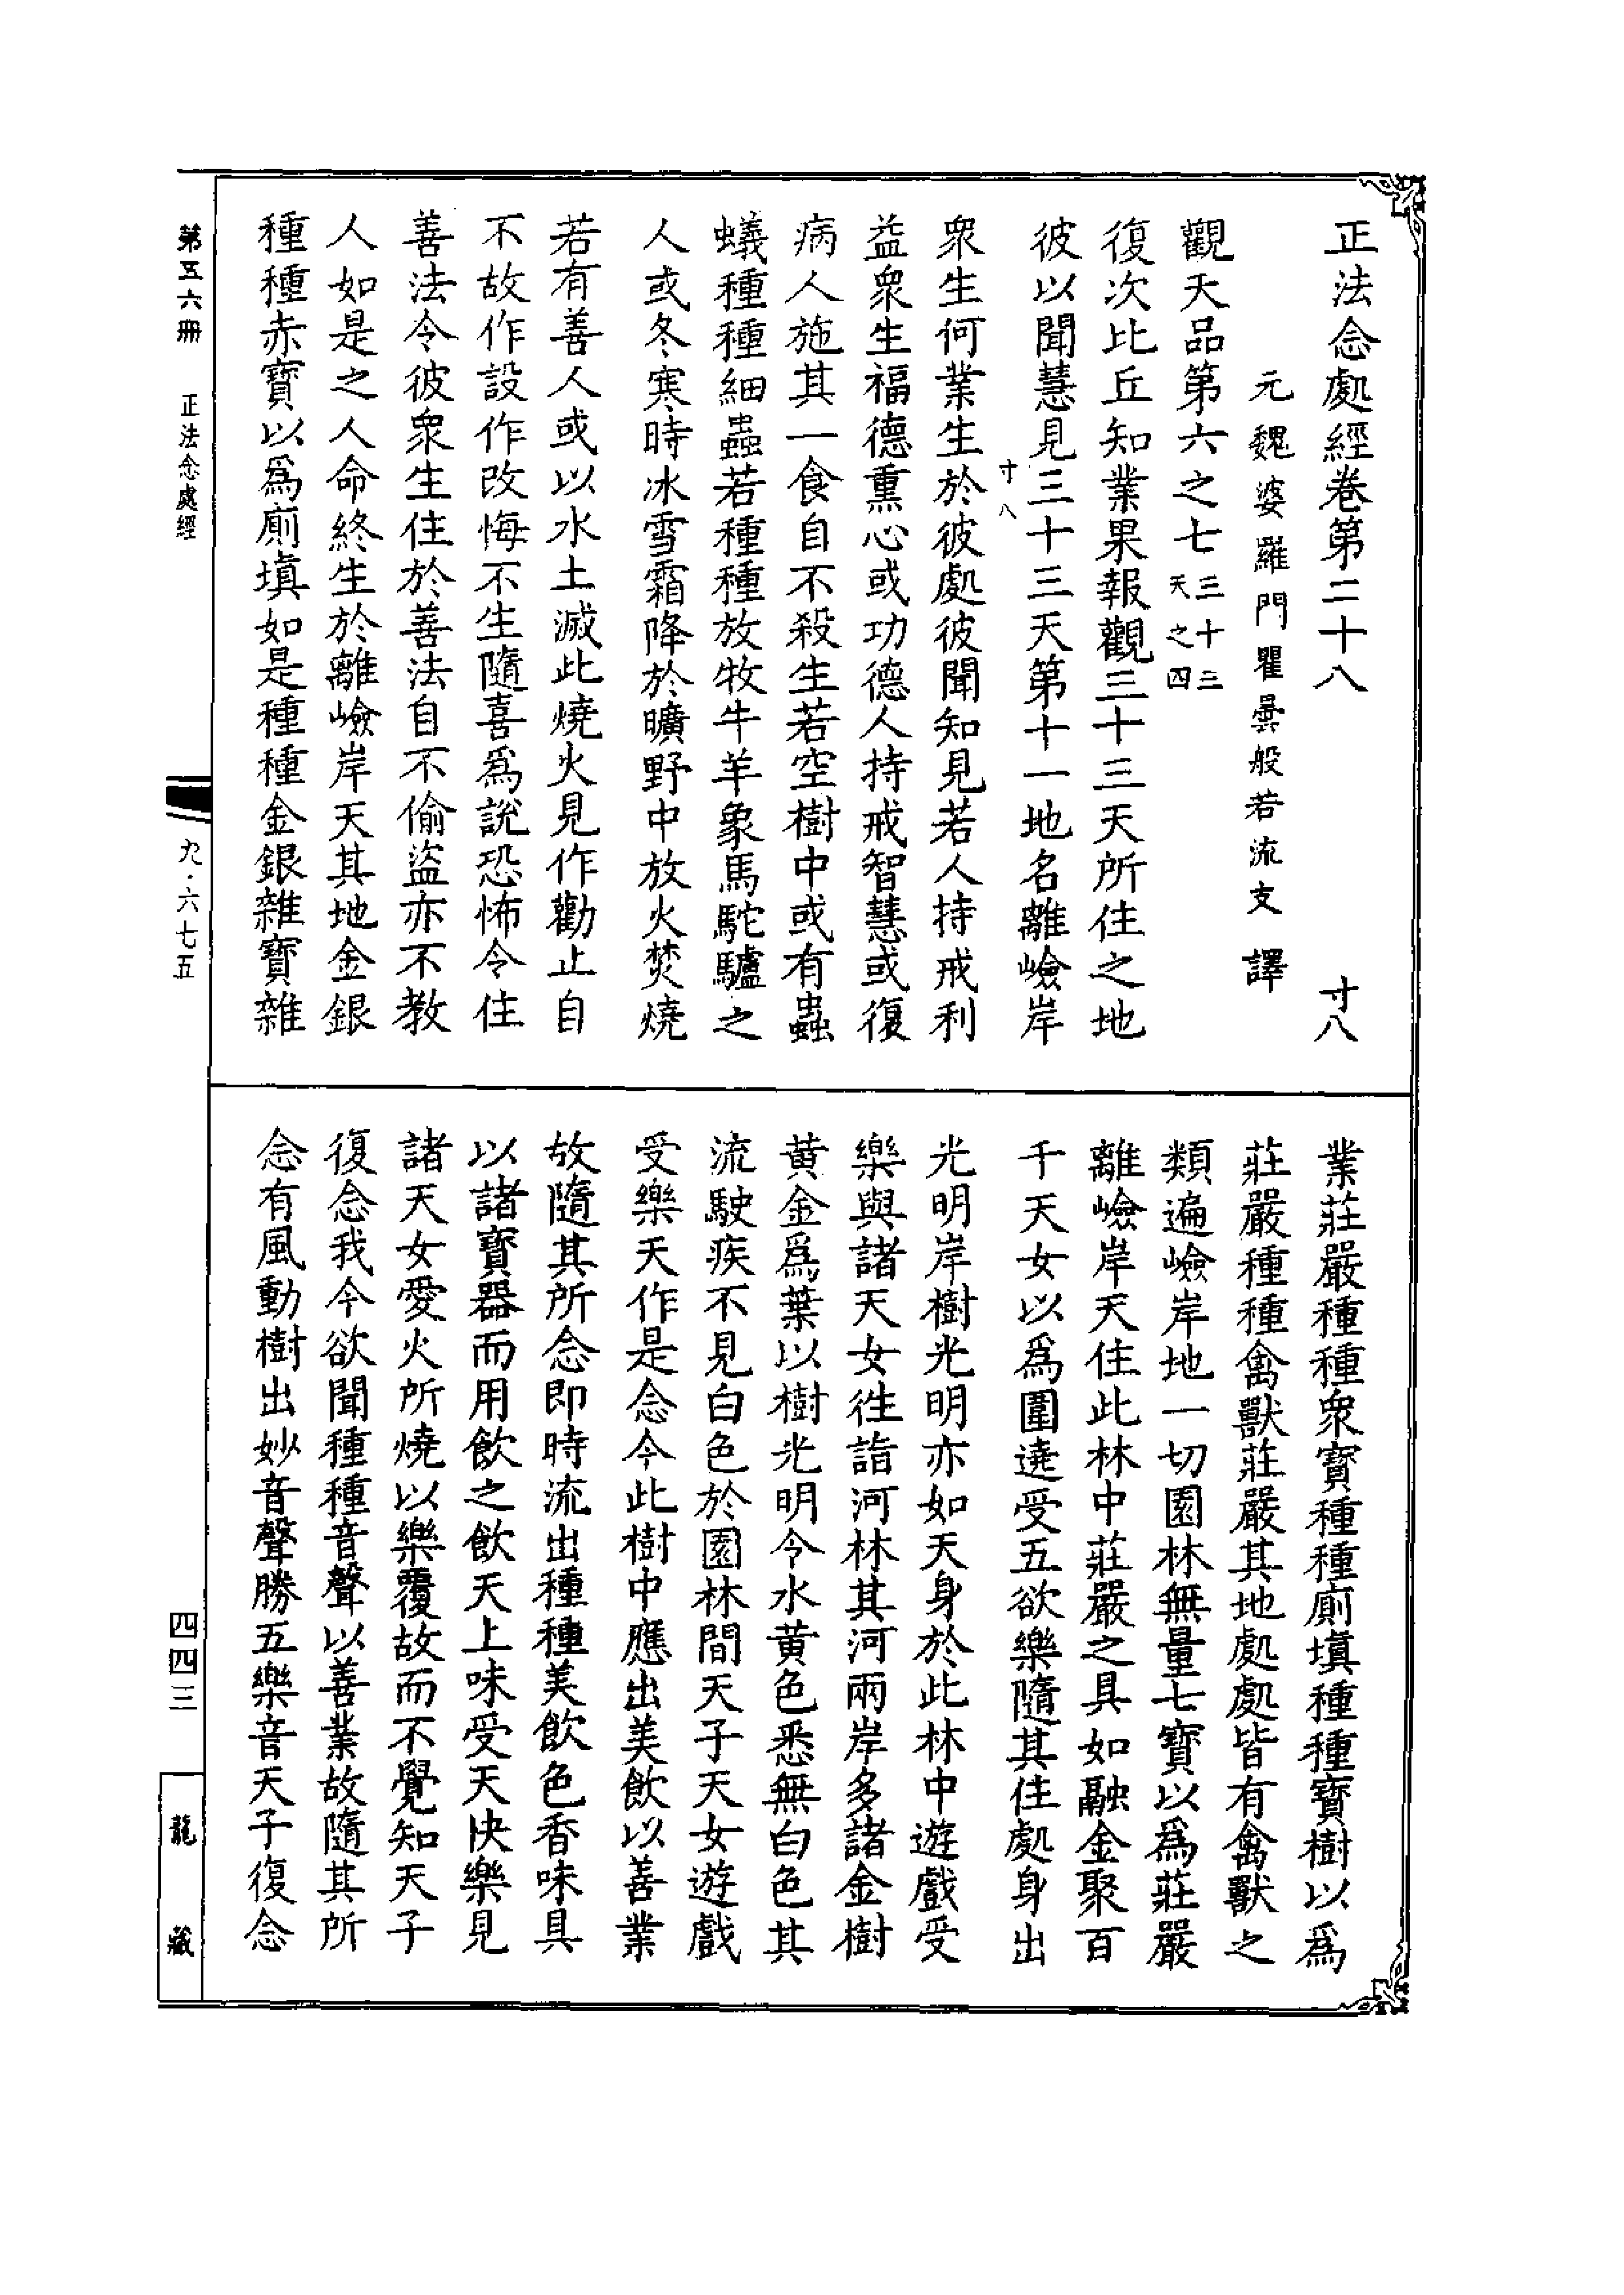 正法念處經卷第二十八　寸八
元魏婆羅門瞿曇般若流支　譯
觀天品第六之七三十三天之四
復次比丘知業果報觀三十三天所住之地
彼以聞慧見三十三天第十一地名離嶮岸
寸八
眾生何業生於彼處彼聞知見若人持戒利
益眾生福德熏心或功德人持戒智慧或復
病人施其一食自不殺生若空樹中或有蟲
蟻種種細蟲若種種放牧牛羊象馬駝驢之
人或冬寒時冰雪霜降於曠野中放火焚燒
若有善人或以水土滅此燒火見作勸止自
不故作設作改悔不生隨喜為說恐怖令住
善法令彼眾生住於善法自不偷盜亦不教
人如是之人命終生於離嶮岸天其地金銀
種種赤寶以為廁填如是種種金銀雜寶雜
業莊嚴種種眾寶種種廁填種種寶樹以為
莊嚴種種禽獸莊嚴其地處處皆有禽獸之
類遍嶮岸地一切園林無量七寶以為莊嚴
離嶮岸天住此林中莊嚴之具如融金聚百
千天女以為圍遶受五欲樂隨其住處身出
光明岸樹光明亦如天身於此林中遊戲受
樂與諸天女往詣河林其河兩岸多諸金樹
黃金為葉以樹光明令水黃色悉無白色其
流駛疾不見白色於園林間天子天女遊戲
受樂天作是念今此樹中應出美飲以善業
故隨其所念即時流出種種美飲色香味具
以諸寶器而用飲之飲天上味受天快樂見
諸天女愛火所燒以樂覆故而不覺知天子
復念我今欲聞種種音聲以善業故隨其所
念有風動樹出妙音聲勝五樂音天子復念
第五六冊　正法念處經
九·六七五
四四三
龍藏